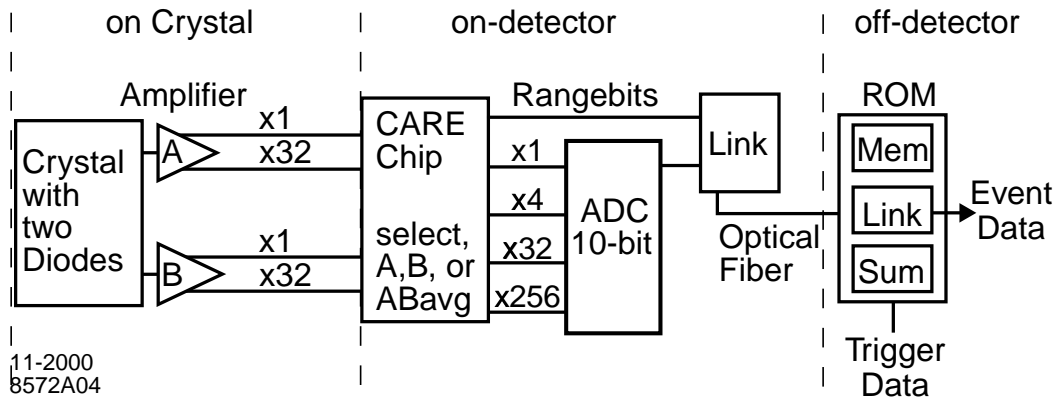 on Crystal
on-detector
off-detector
Amplifier
Rangebits
ROM
Crystal
with
two
Diodes
A
x1
x32
B
x1
x32
CARE
Chip
select,
A,B, or
ABavg
x1
x4
x32
x256
ADC
10-bit
Link
Optical
Fiber
Mem
Link
Sum
Event
Data
Trigger
Data
11-2000
8572A04